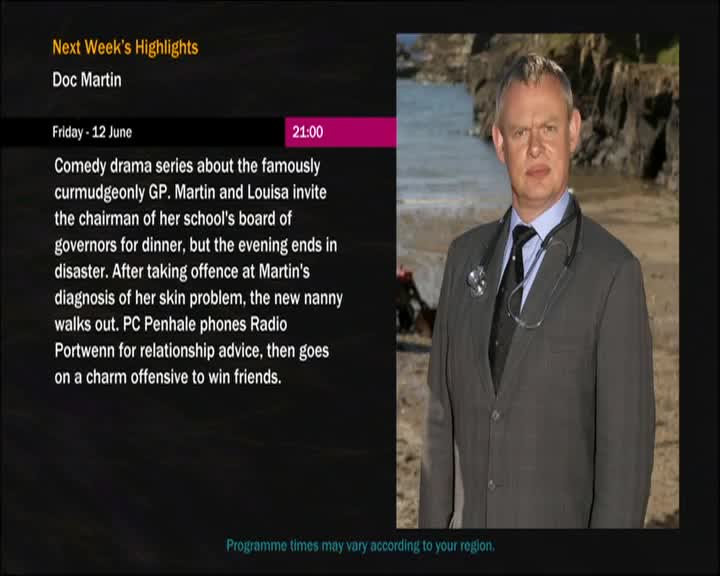 Next Week's Highlights
Doc Martin
Friday - 12 June 21:00
Comedy drama series about the famously
curmudgeonly GP. Martin and Louisa invite
the chairman of her school's board of
governors for dinner, but the evening ends in
disaster. After taking offence at Martin's
diagnosis of her skin problem, the new nanny
walks out. PC Penhale phones Radio
Portwenn for relationship advice, then goes
on a charm offensive to win friends.
Programme times may vary according to your region.